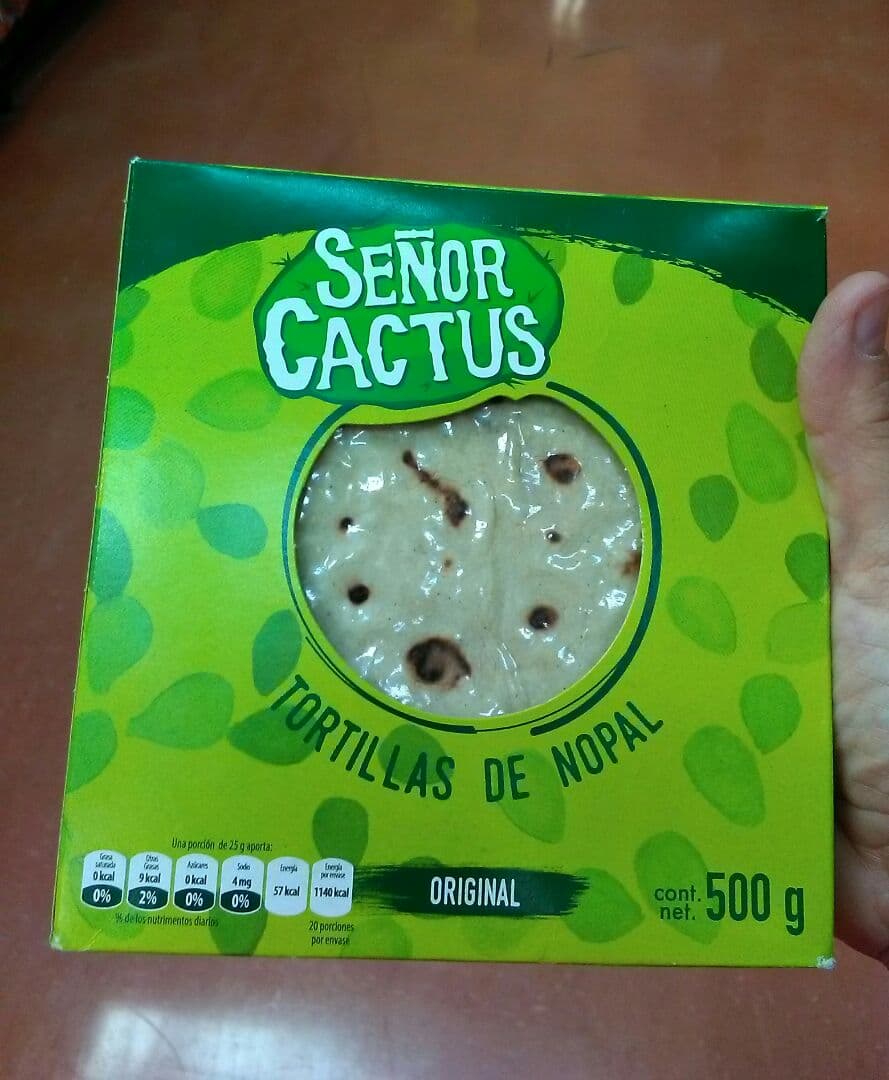 SEÑOR
CACTUS
TORTILLAS DE NOPAL
Una porción de 25 g aporta:
Grasa
saturada
0 kcal
0%
Otras
Grasas
9 kcal
2%
Azúcares
0 kcal
0%
Sodio
4 mg
0%
Energía
57 kcal
Energía
por envase
1140 kcal
% de los nutrimentos diarios
20 porciones
por envase
ORIGINAL
cont.
net. 500 g